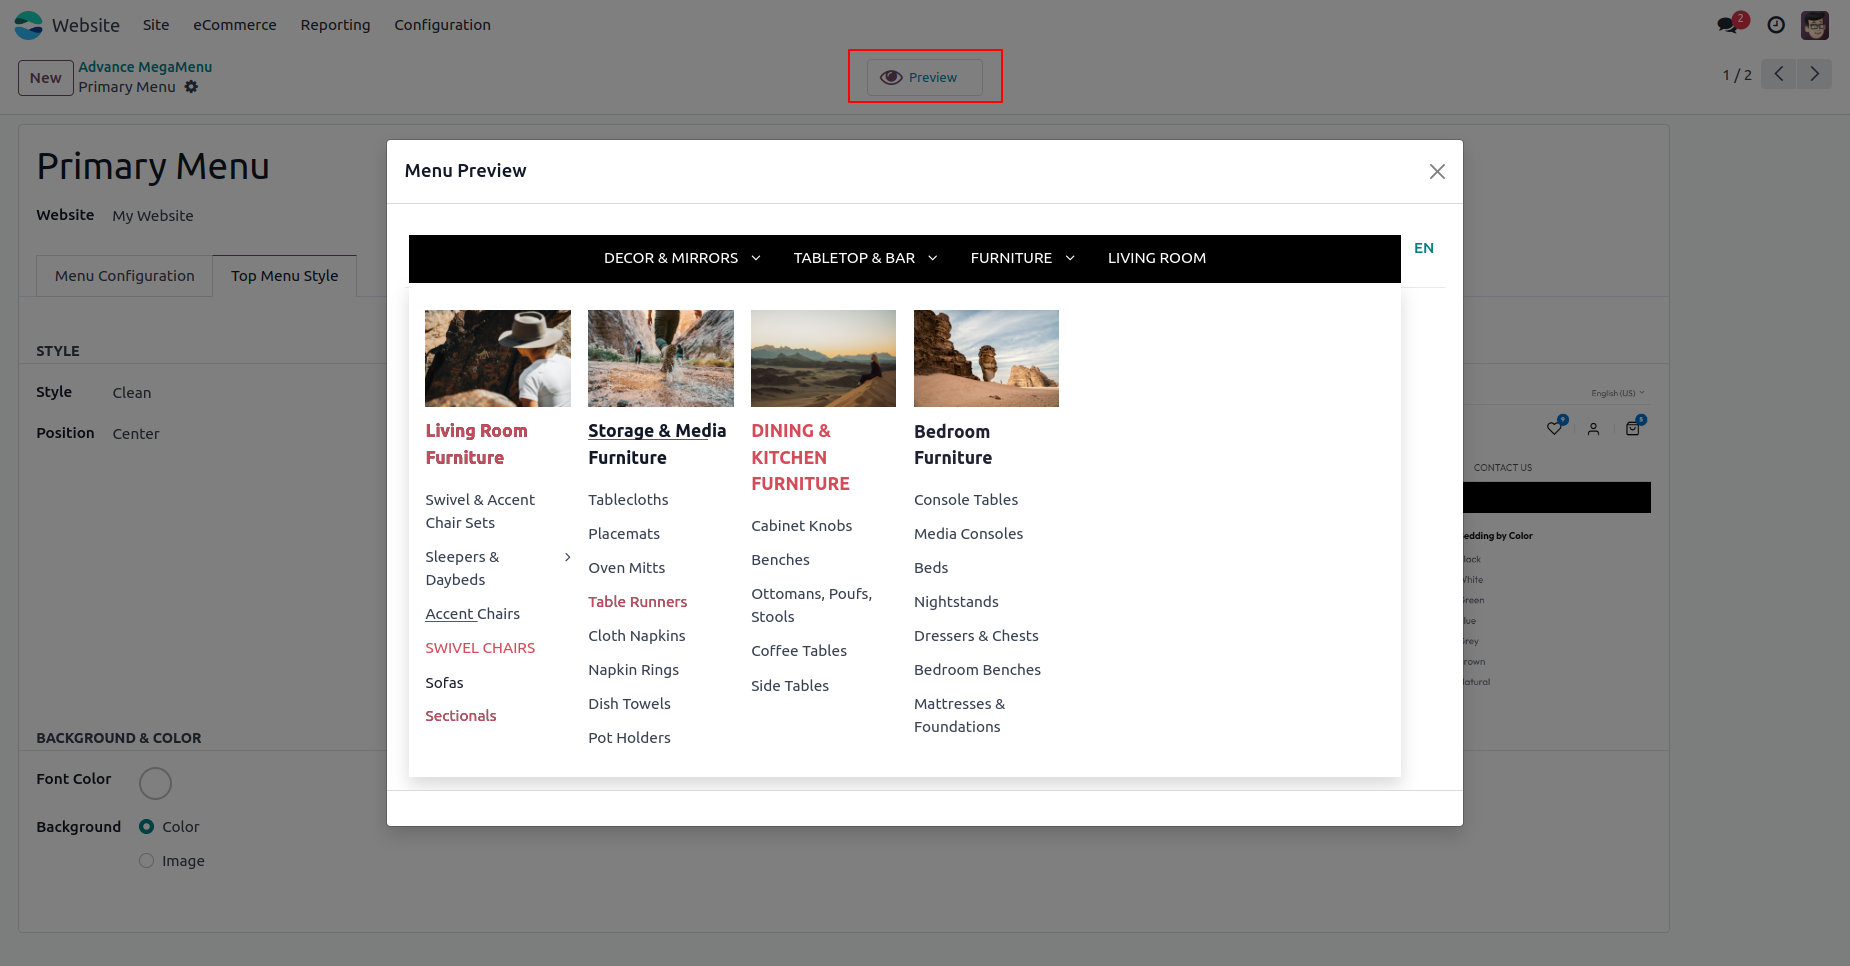 Website Site eCommerce Reporting Configuration 2
New Advance MegaMenu
Primary Menu
Preview
1 / 2
Primary Menu
Website My Website
Menu Configuration Top Menu Style
STYLE
Style Clean
Position Center
BACKGROUND & COLOR
Font Color
Background Color
Image
Menu Preview
DECOR & MIRRORS TABLETOP & BAR FURNITURE LIVING ROOM
EN
Living Room
Furniture
Swivel & Accent
Chair Sets
Sleepers &
Daybeds
Accent Chairs
SWIVEL CHAIRS
Sofas
Sectionals
Storage & Media
Furniture
Tablecloths
Placemats
Oven Mitts
Table Runners
Cloth Napkins
Napkin Rings
Dish Towels
Pot Holders
DINING &
KITCHEN
FURNITURE
Cabinet Knobs
Benches
Ottomans, Poufs,
Stools
Coffee Tables
Side Tables
Bedroom
Furniture
Console Tables
Media Consoles
Beds
Nightstands
Dressers & Chests
Bedroom Benches
Mattresses &
Foundations
English (US)
CONTACT US
edding by Color
lack
hite
reen
lue
rey
rown
atural